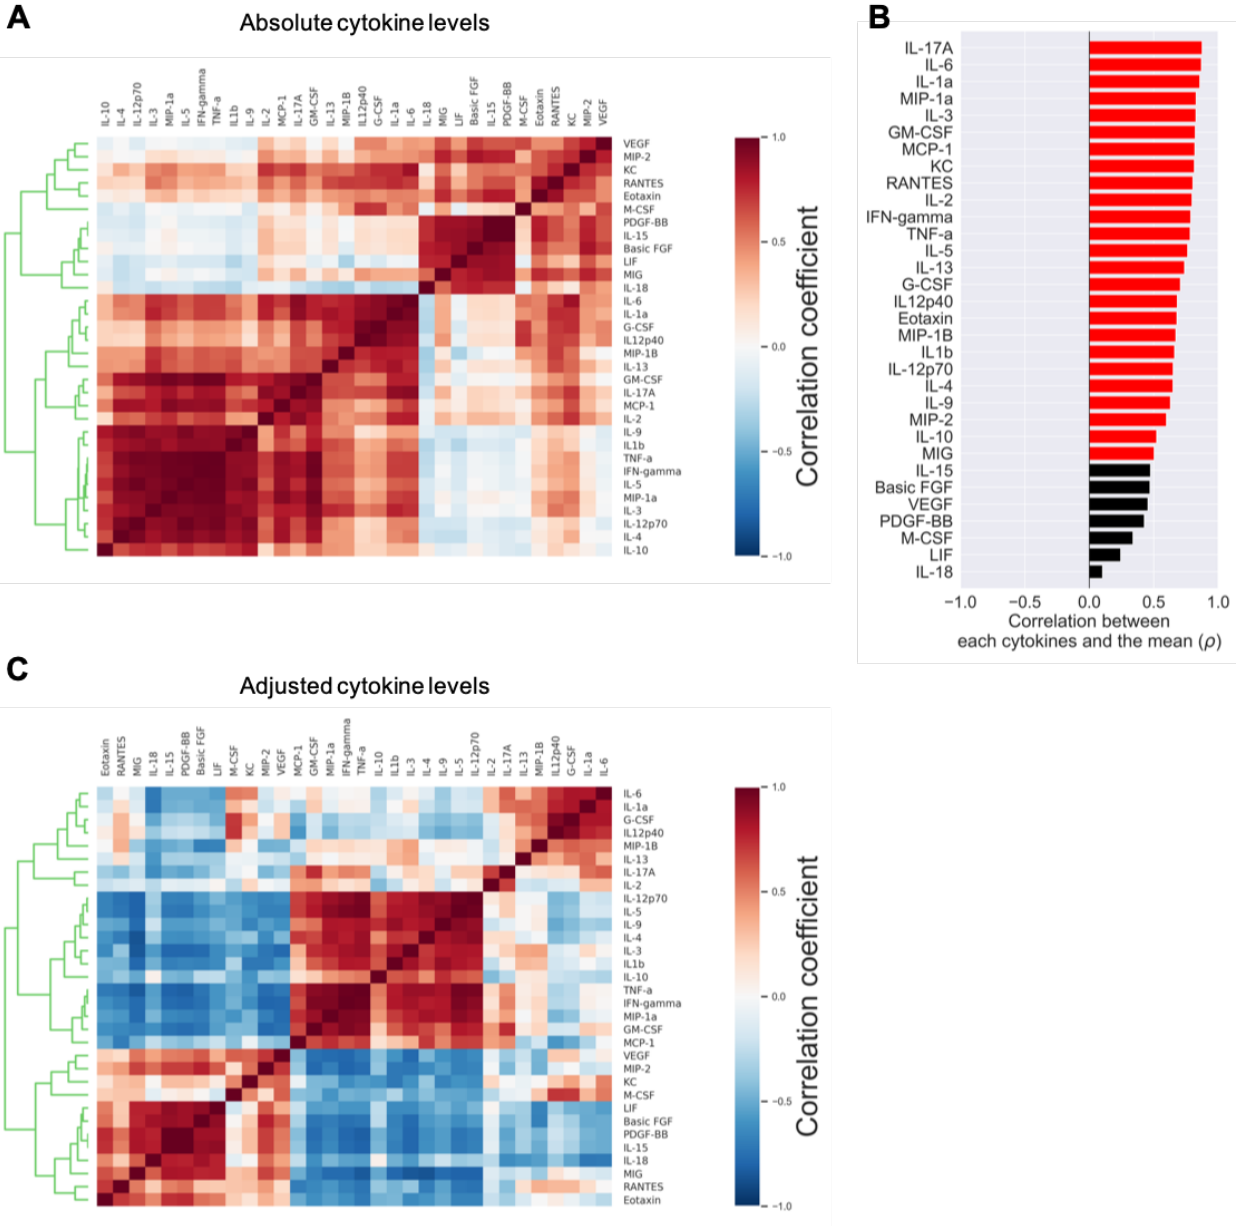 A
Absolute cytokine levels
IL-10
IL-4
IL-12p70
IL-3
MIP-1a
IL-5
IFN-gamma
TNF-a
IL1b
IL-9
IL-2
MCP-1
IL-17A
GM-CSF
IL-13
MIP-1B
IL12p40
G-CSF
IL-1a
IL-6
IL-18
MIG
LIF
Basic FGF
IL-15
PDGF-BB
M-CSF
Eotaxin
RANTES
KC
MIP-2
VEGF
VEGF
MIP-2
KC
RANTES
Eotaxin
M-CSF
PDGF-BB
IL-15
Basic FGF
LIF
MIG
IL-18
IL-6
IL-1a
G-CSF
IL12p40
MIP-1B
IL-13
GM-CSF
IL-17A
MCP-1
IL-2
IL-9
IL1b
TNF-a
IFN-gamma
IL-5
MIP-1a
IL-3
IL-12p70
IL-4
IL-10
1.0
0.5
0.0
−0.5
−1.0
Correlation coefficient
B
IL-17A
IL-6
IL-1a
MIP-1a
IL-3
GM-CSF
MCP-1
KC
RANTES
IL-2
IFN-gamma
TNF-a
IL-5
IL-13
G-CSF
IL12p40
Eotaxin
MIP-1B
IL1b
IL-12p70
IL-4
IL-9
MIP-2
IL-10
MIG
IL-15
Basic FGF
VEGF
PDGF-BB
M-CSF
LIF
IL-18
−1.0 −0.5 0.0 0.5 1.0
Correlation between
each cytokines and the mean (ρ)
C
Adjusted cytokine levels
Eotaxin
RANTES
MIG
IL-18
IL-15
PDGF-BB
Basic FGF
LIF
M-CSF
KC
MIP-2
VEGF
MCP-1
GM-CSF
MIP-1a
IFN-gamma
TNF-a
IL-10
IL1b
IL-3
IL-4
IL-9
IL-5
IL-12p70
IL-2
IL-17A
IL-13
MIP-1B
IL12p40
G-CSF
IL-1a
IL-6
IL-6
IL-1a
G-CSF
IL12p40
MIP-1B
IL-13
IL-17A
IL-2
IL-12p70
IL-5
IL-9
IL-4
IL-3
IL1b
IL-10
TNF-a
IFN-gamma
MIP-1a
GM-CSF
MCP-1
VEGF
MIP-2
KC
M-CSF
LIF
Basic FGF
PDGF-BB
IL-15
IL-18
MIG
RANTES
Eotaxin
1.0
0.5
0.0
−0.5
−1.0
Correlation coefficient